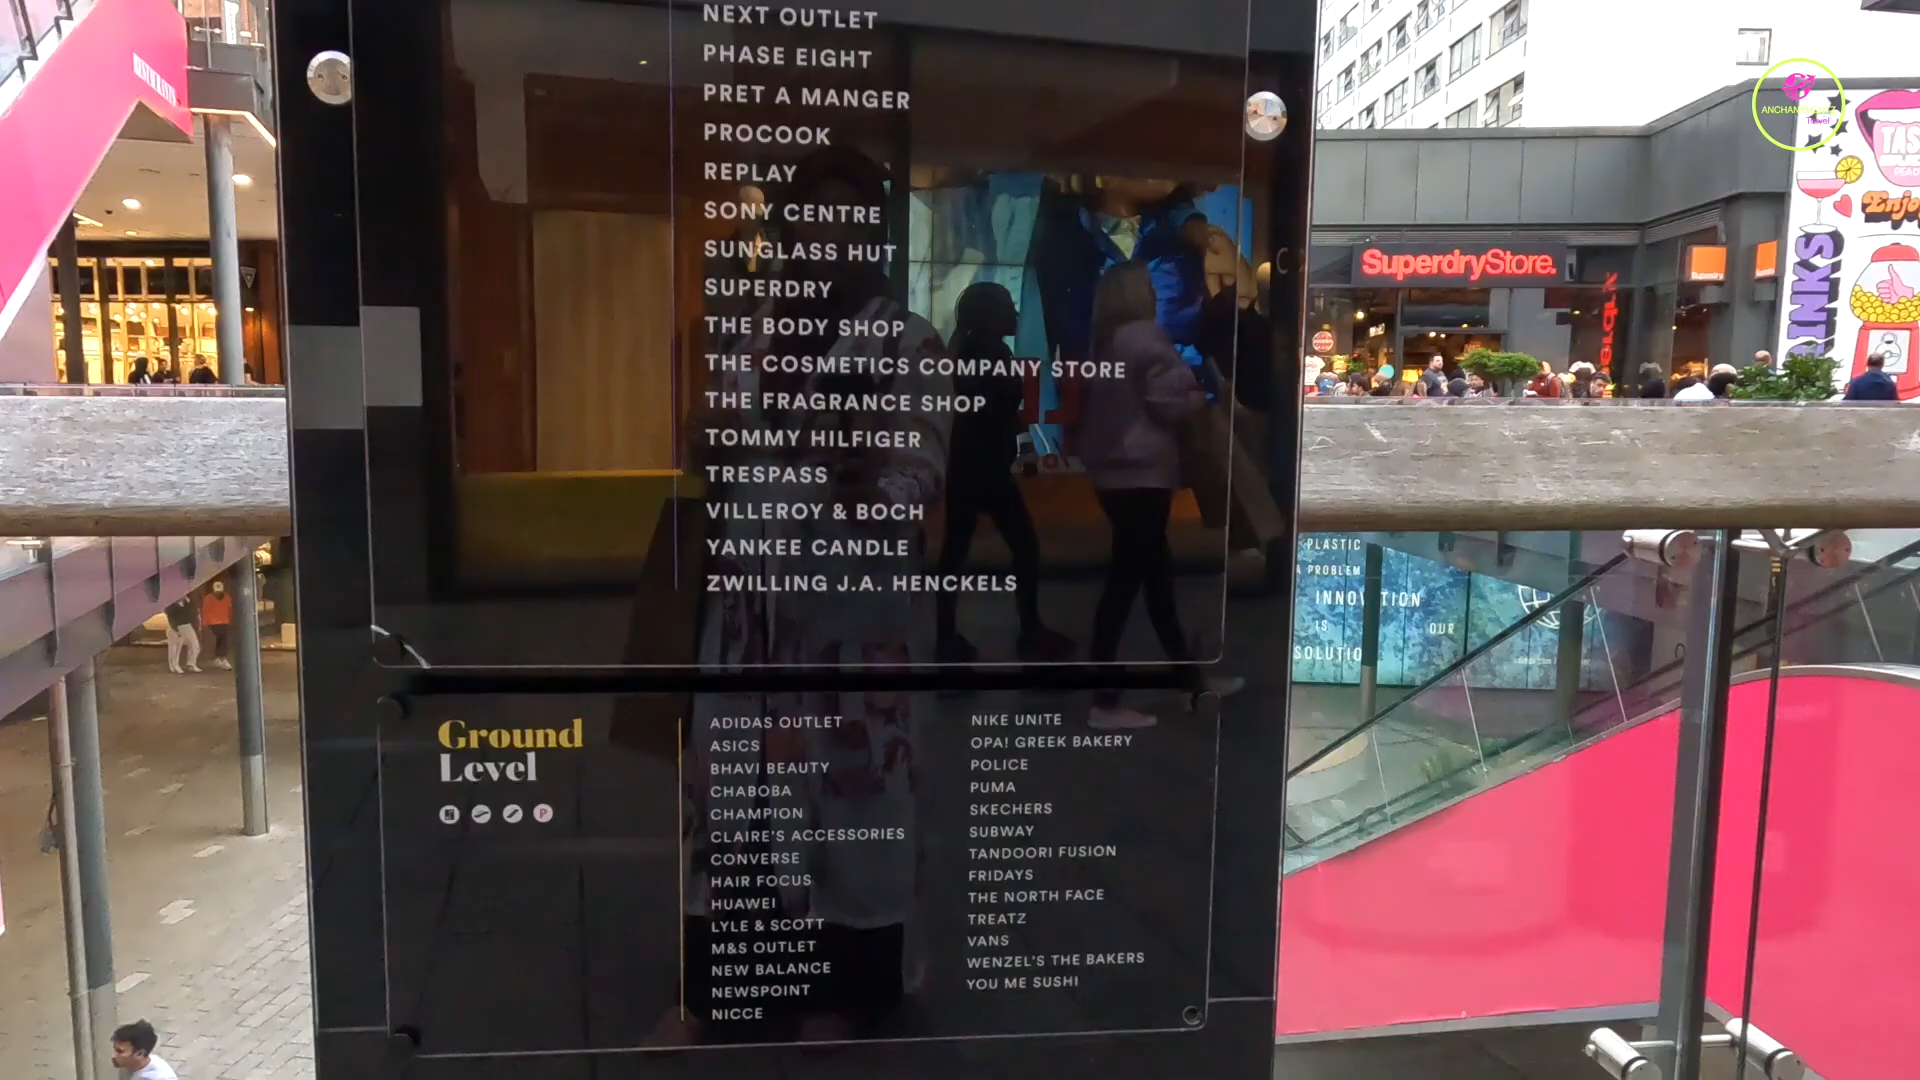 NEXT OUTLET
PHASE EIGHT
PRET A MANGER
PROCOOK
REPLAY
SONY CENTRE
SUNGLASS HUT
SUPERDRY
THE BODY SHOP
THE COSMETICS COMPANY STORE
THE FRAGRANCE SHOP
TOMMY HILFIGER
TRESPASS
VILLEROY & BOCH
YANKEE CANDLE
ZWILLING J.A. HENCKELS
Ground
Level
P
ADIDAS OUTLET
ASICS
BHAVI BEAUTY
CHABOBA
CHAMPION
CLAIRE'S ACCESSORIES
CONVERSE
HAIR FOCUS
HUAWEI
LYLE & SCOTT
M&S OUTLET
NEW BALANCE
NEWSPOINT
NICCE
NIKE UNITE
OPA! GREEK BAKERY
POLICE
PUMA
SKECHERS
SUBWAY
TANDOORI FUSION
FRIDAYS
THE NORTH FACE
TREATZ
VANS
WENZEL'S THE BAKERS
YOU ME SUSHI
SuperdryStore.
Enjoy
PLASTIC
A PROBLEM
INNOVATION
IS OUR
SOLUTIO
Travel